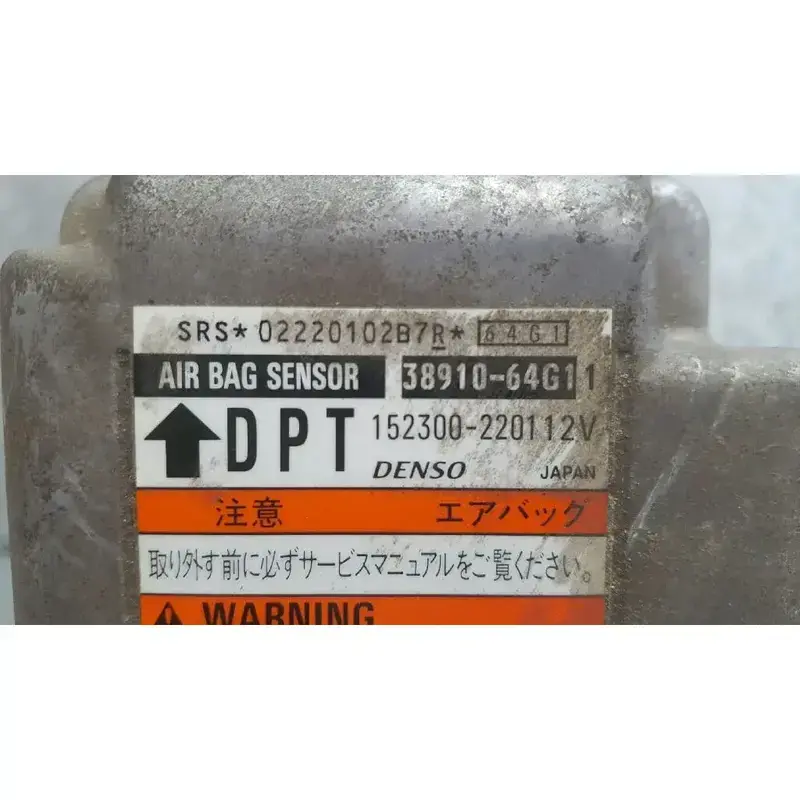 SRS*02220102B7R* 64G1
AIR BAG SENSOR 38910-64G11
DPT 152300-2201 12V
DENSO JAPAN
注意 エアバッグ
取り外す前に必ずサービスマニュアルをご覧ください。
WARNING